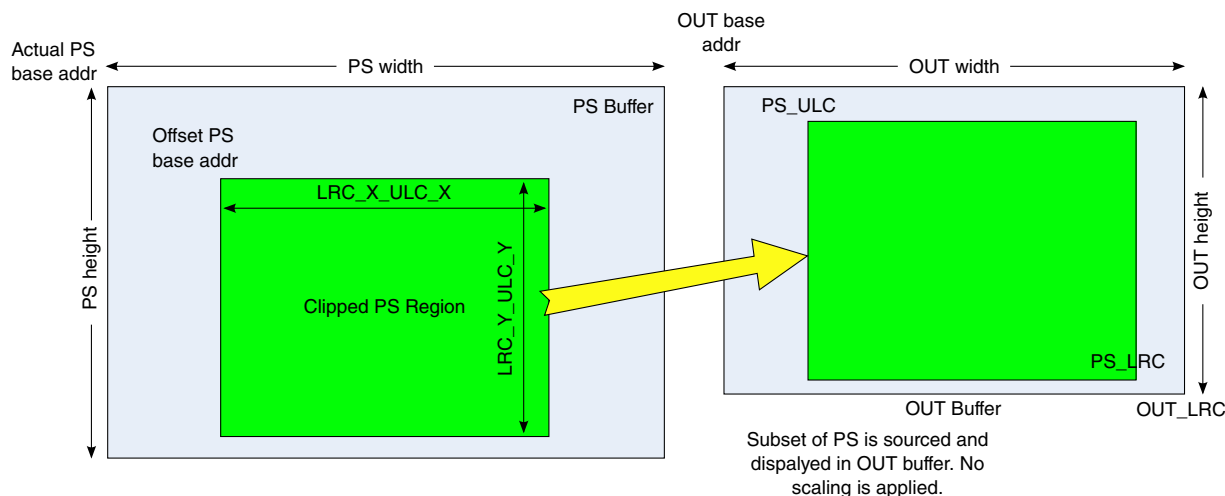 Actual PS
base addr
PS width
PS Buffer
PS height
Offset PS
base addr
LRC_X_ULC_X
LRC_Y_ULC_Y
Clipped PS Region
OUT base
addr
OUT width
PS_ULC
OUT height
PS_LRC
OUT Buffer
OUT_LRC
Subset of PS is sourced and
dispalyed in OUT buffer. No
scaling is applied.